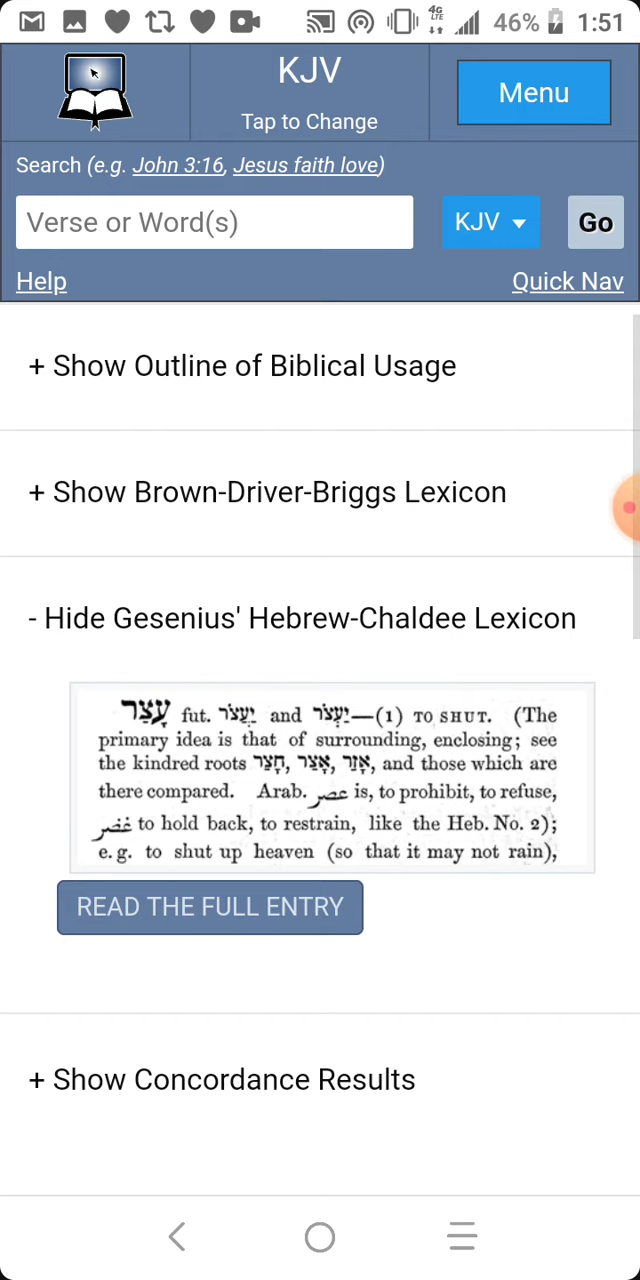 4G
LTE
46%
1:51
KJV
Tap to Change
Menu
Search (e.g. John 3:16, Jesus faith love)
Verse or Word(s)
KJV
Go
Help
Quick Nav
+ Show Outline of Biblical Usage
+ Show Brown-Driver-Briggs Lexicon
- Hide Gesenius' Hebrew-Chaldee Lexicon
עָצַר fut. יַעְצֹר and יַעֲצֹר—(1) TO SHUT. (The
primary idea is that of surrounding, enclosing; see
the kindred roots אָזַר, אָצַר, חָצַר, and those which are
there compared. Arab. عصر is, to prohibit, to refuse,
غضر to hold back, to restrain, like the Heb. No. 2);
e. g. to shut up heaven (so that it may not rain),
READ THE FULL ENTRY
+ Show Concordance Results